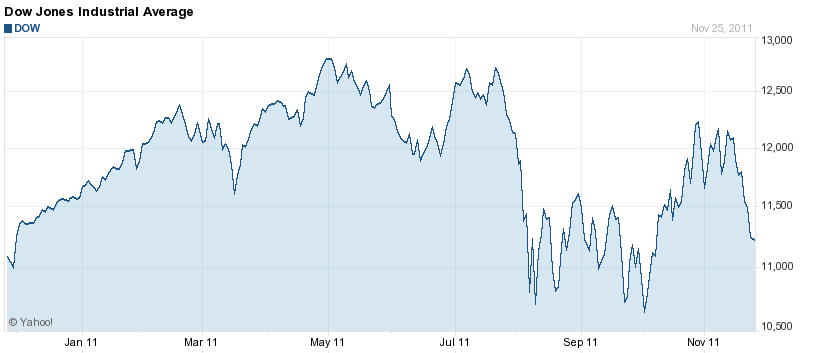 Dow Jones Industrial Average
DOW
Nov 25, 2011
13,000
12,500
12,000
11,500
11,000
10,500
© Yahoo!
Jan 11
Mar 11
May 11
Jul 11
Sep 11
Nov 11